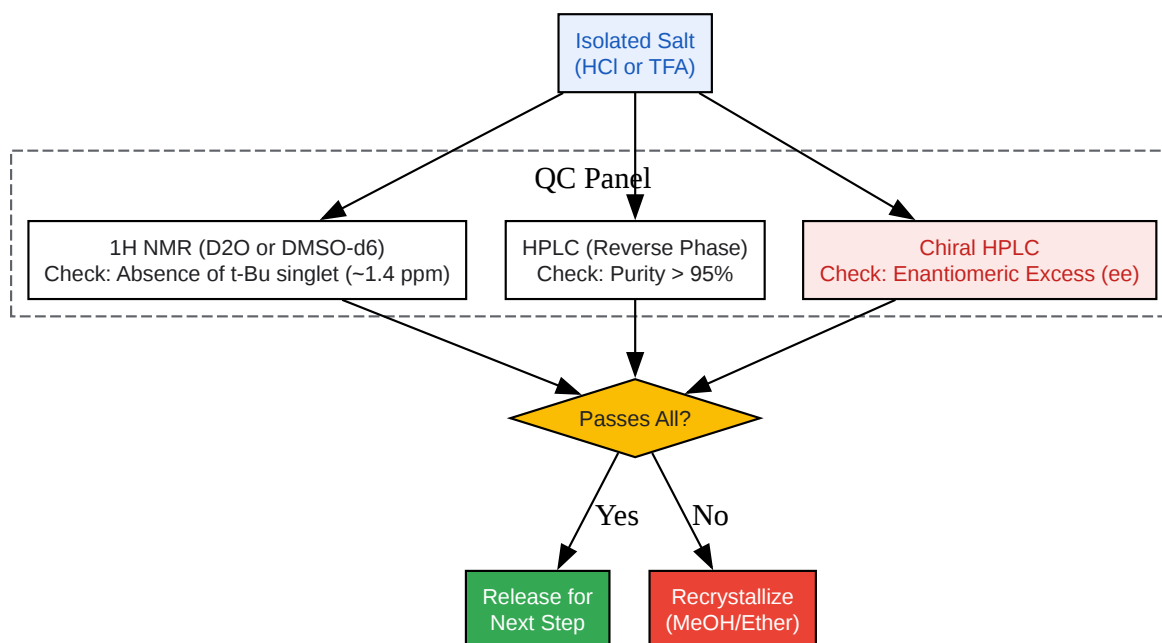 Isolated Salt
(HCl or TFA)
QC Panel
1H NMR (D2O or DMSO-d6)
Check: Absence of t-Bu singlet (~1.4 ppm)
HPLC (Reverse Phase)
Check: Purity > 95%
Chiral HPLC
Check: Enantiomeric Excess (ee)
Passes All?
Yes
No
Release for
Next Step
Recrystallize
(MeOH/Ether)